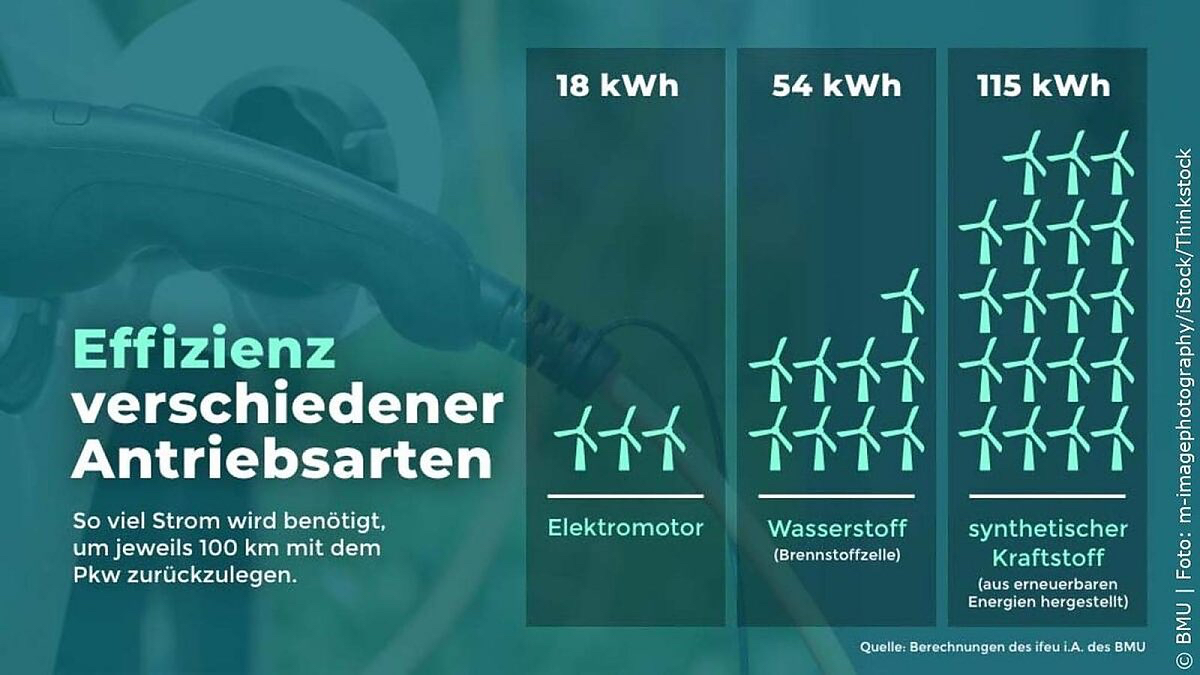 Effizienz
verschiedener
Antriebsarten
So viel Strom wird benötigt,
um jeweils 100 km mit dem
Pkw zurückzulegen.
18 kWh
Elektromotor
54 kWh
Wasserstoff
(Brennstoffzelle)
115 kWh
synthetischer
Kraftstoff
(aus erneuerbaren
Energien hergestellt)
Quelle: Berechnungen des ifeu i.A. des BMU
© BMU | Foto: m-imagephotography/iStock/Thinkstock